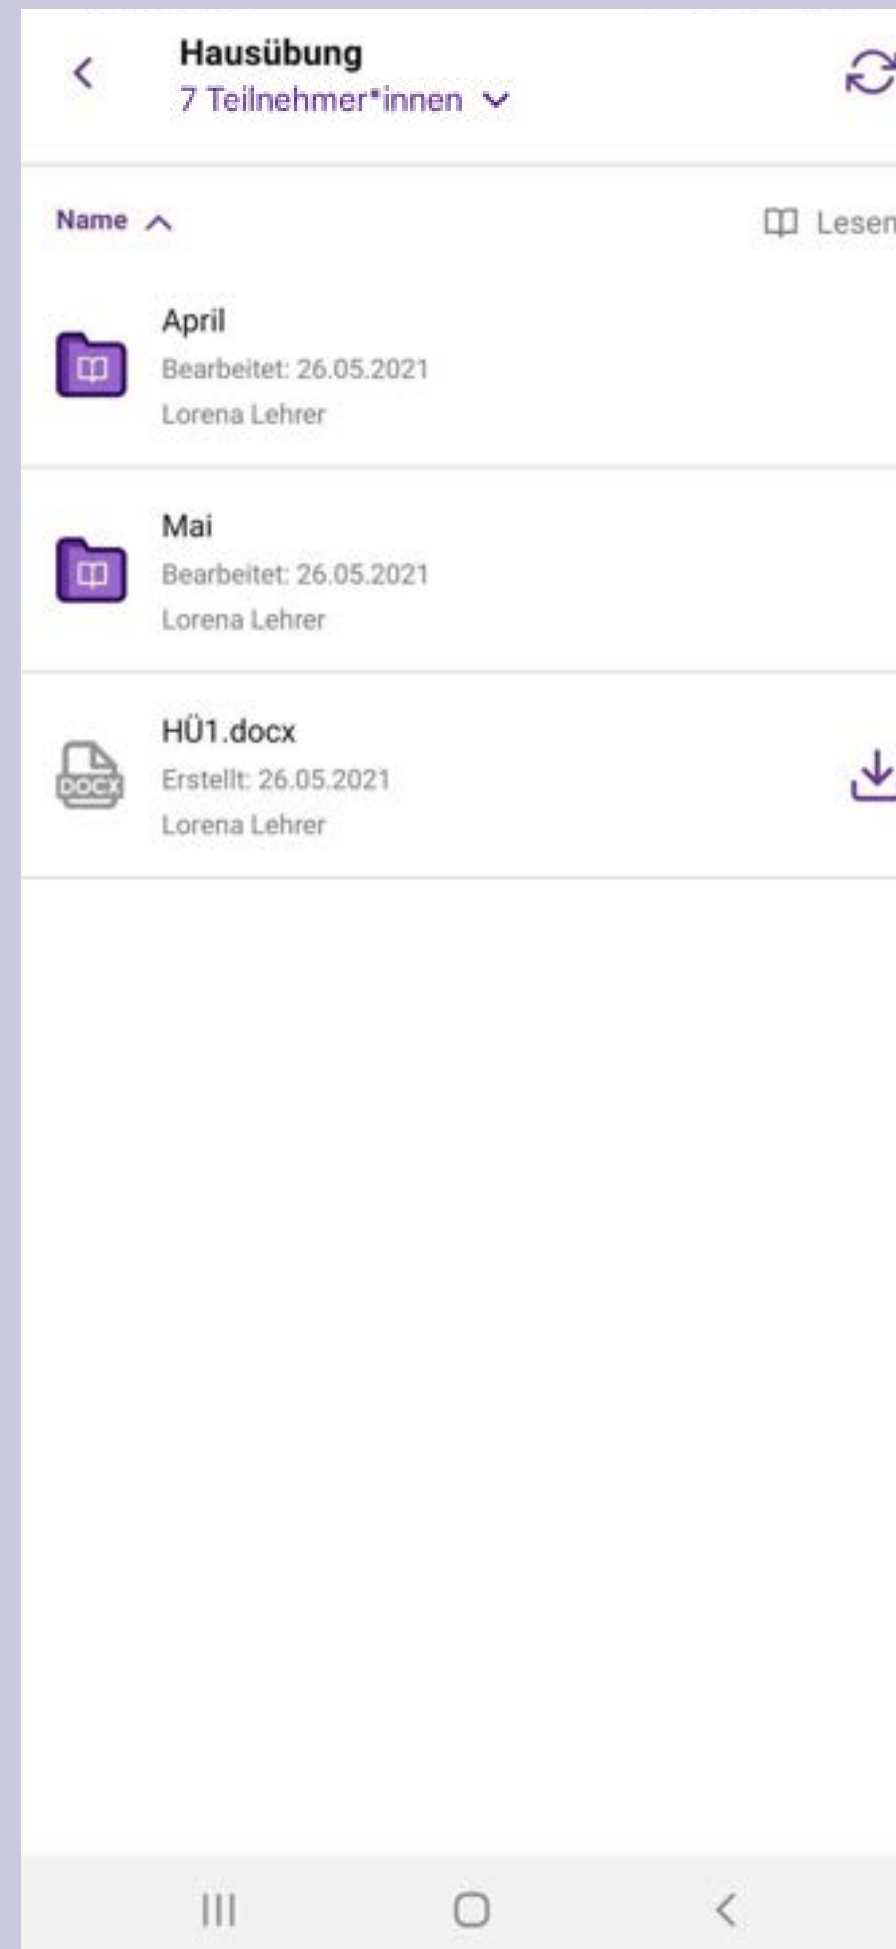 Hausübung
7 Teilnehmer*innen
Name
Lesen
April
Bearbeitet: 26.05.2021
Lorena Lehrer
Mai
Bearbeitet: 26.05.2021
Lorena Lehrer
HÜ1.docx
DOCX
Erstellt: 26.05.2021
Lorena Lehrer